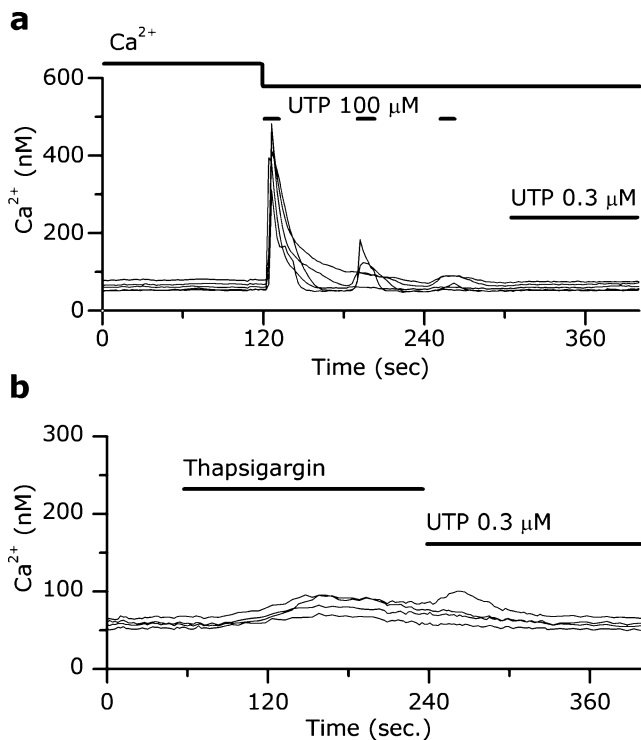 a
Ca²⁺
600
UTP 100 µM
400
Ca²⁺ (nM)
UTP 0.3 µM
200
0
0 120 240 360
Time (sec)
b
300
Thapsigargin
200
UTP 0.3 µM
Ca²⁺ (nM)
100
0
0 120 240 360
Time (sec.)